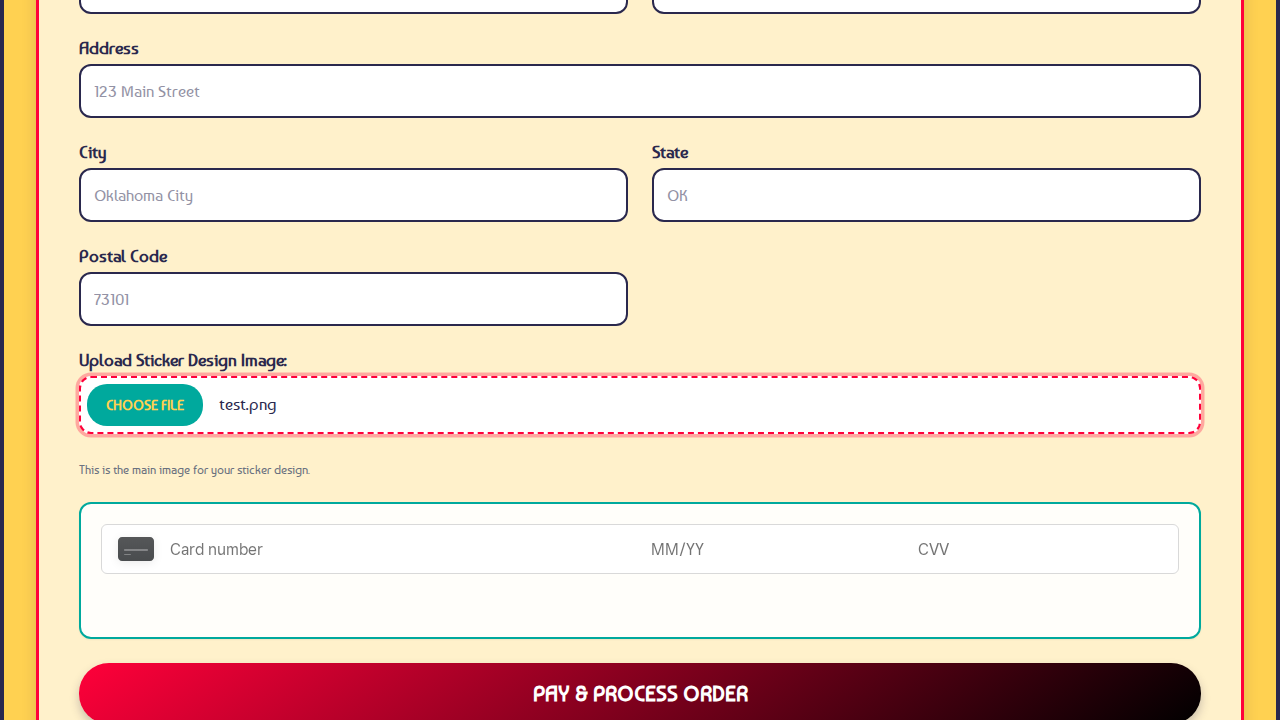 Address
123 Main Street
City
State
Oklahoma City
OK
Postal Code
73101
Upload Sticker Design Image:
CHOOSE FILE test.png
This is the main image for your sticker design.
Card number MM/YY CVV
PAY & PROCESS ORDER